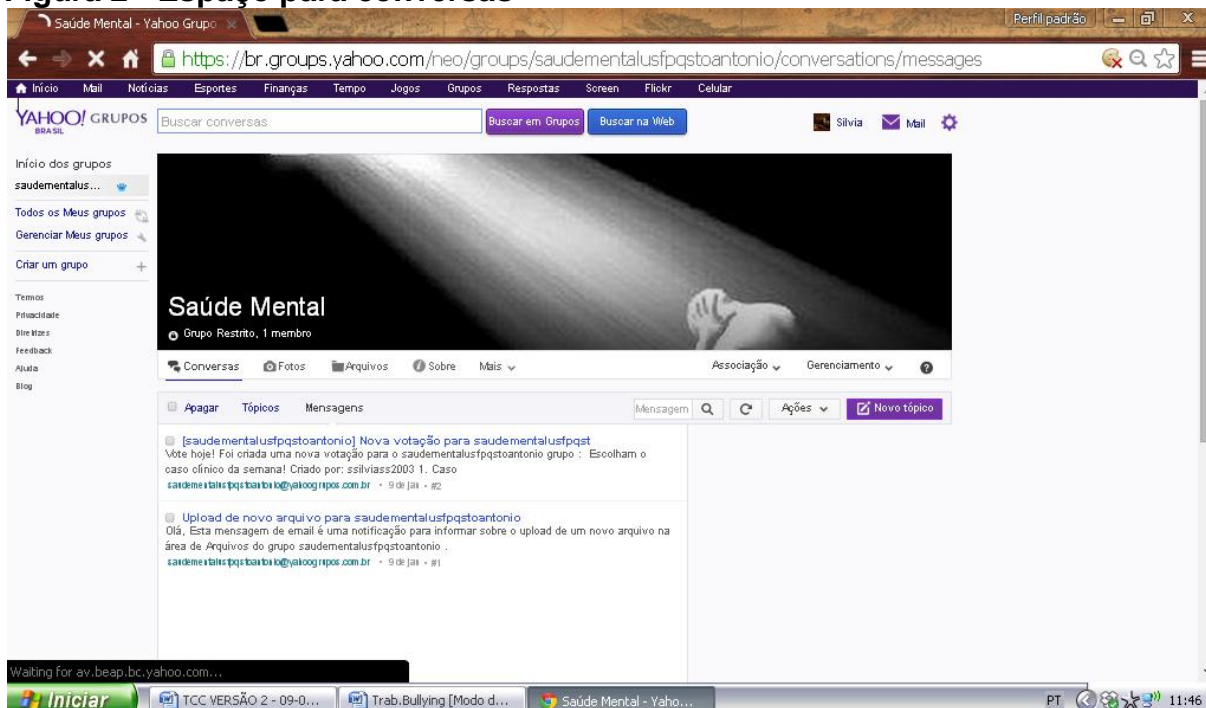 Figura 2 - Espaço para conversas
Saúde Mental - Yahoo Grupo
Perfil padrão
https://br.groups.yahoo.com/neo/groups/saudementalusfpqstoantonio/conversations/messages
Início Mail Notícias Esportes Finanças Tempo Jogos Grupos Respostas Screen Flickr Celular
YAHOO! GRUPOS
BRASIL
Buscar conversas
Buscar em Grupos
Buscar na Web
Silvia
Mail
Início dos grupos
saudementalus...
Todos os Meus grupos
Gerenciar Meus grupos
Criar um grupo
Termos
Privacidade
Diretrizes
Feedback
Ajuda
Blog
Saúde Mental
Grupo Restrito, 1 membro
Conversas Fotos Arquivos Sobre Mais Associação Gerenciamento
Apagar Tópicos Mensagens Mensagem Ações Novo tópico
[saudementalusfpqstoantonio] Nova votação para saudementalusfpqst
Vote hoje! Foi criada uma nova votação para o saudementalusfpqstoantonio grupo : Escolham o
caso clínico da semana! Criado por: ssilviass2003 1. Caso
saudementalusfpqstoantonio@yahoogrupos.com.br • 9 de jan • #2
Upload de novo arquivo para saudementalusfpqstoantonio
Olá, Esta mensagem de email é uma notificação para informar sobre o upload de um novo arquivo na
área de Arquivos do grupo saudementalusfpqstoantonio .
saudementalusfpqstoantonio@yahoogrupos.com.br • 9 de jan • #1
Waiting for av.beap.bc.yahoo.com...
Iniciar
TCC VERSÃO 2 - 09-0...
Trab.Bullying [Modo d...
Saúde Mental - Yaho...
PT
11:46